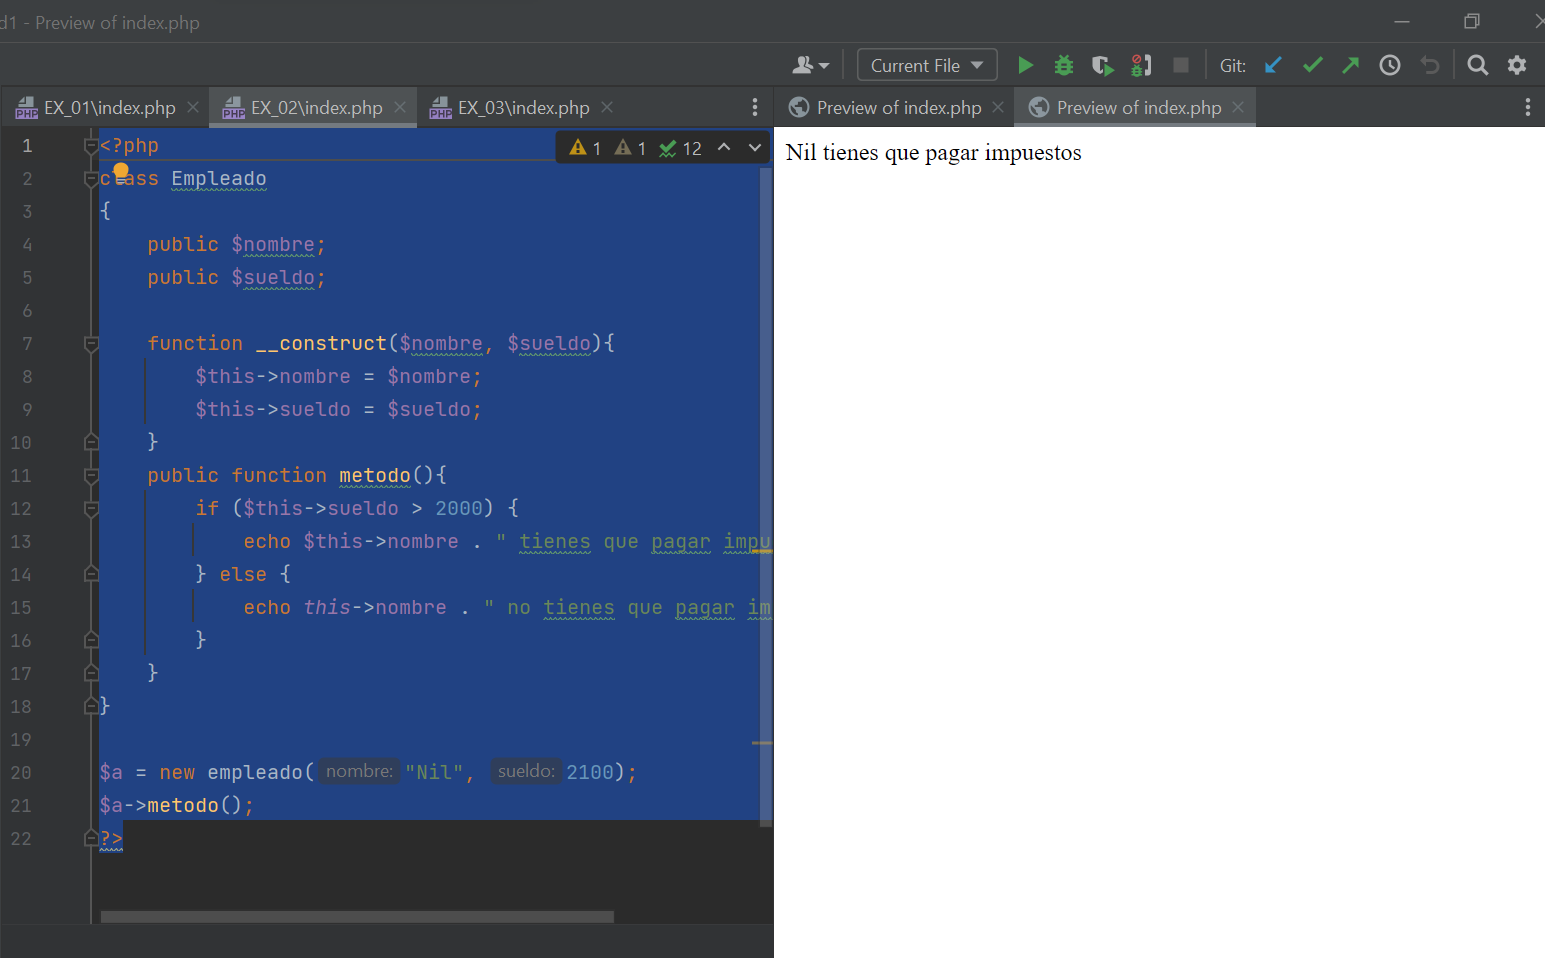 d1 - Preview of index.php
Current File
Git:
EX_01\index.php
EX_02\index.php
EX_03\index.php
Preview of index.php
Preview of index.php
1 <?php
1 1 12
2 class Empleado
3 {
4 public $nombre;
5 public $sueldo;
6
7 function __construct($nombre, $sueldo){
8 $this->nombre = $nombre;
9 $this->sueldo = $sueldo;
10 }
11 public function metodo(){
12 if ($this->sueldo > 2000) {
13 echo $this->nombre . " tienes que pagar impu
14 } else {
15 echo this->nombre . " no tienes que pagar im
16 }
17 }
18 }
19
20 $a = new empleado( nombre: "Nil", sueldo: 2100);
21 $a->metodo();
22 ?>
Nil tienes que pagar impuestos